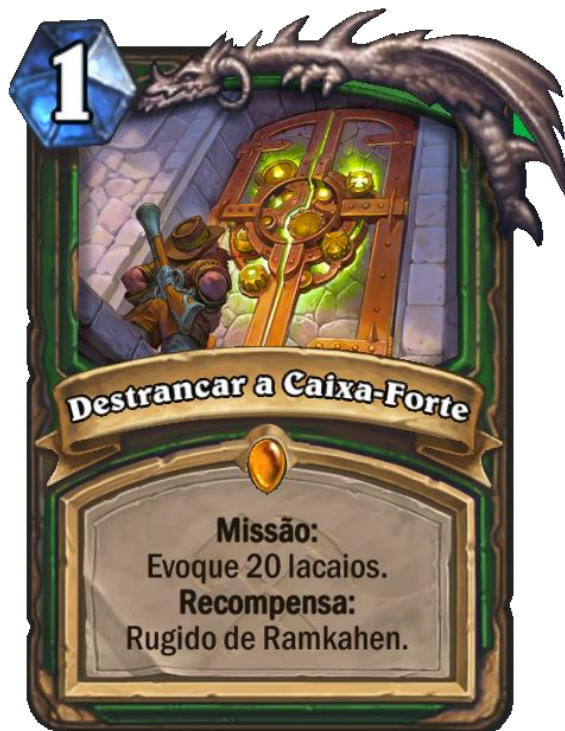 1
Destrancar a Caixa-Forte
Missão:
Evoque 20 lacaios.
Recompensa:
Rugido de Ramkahen.